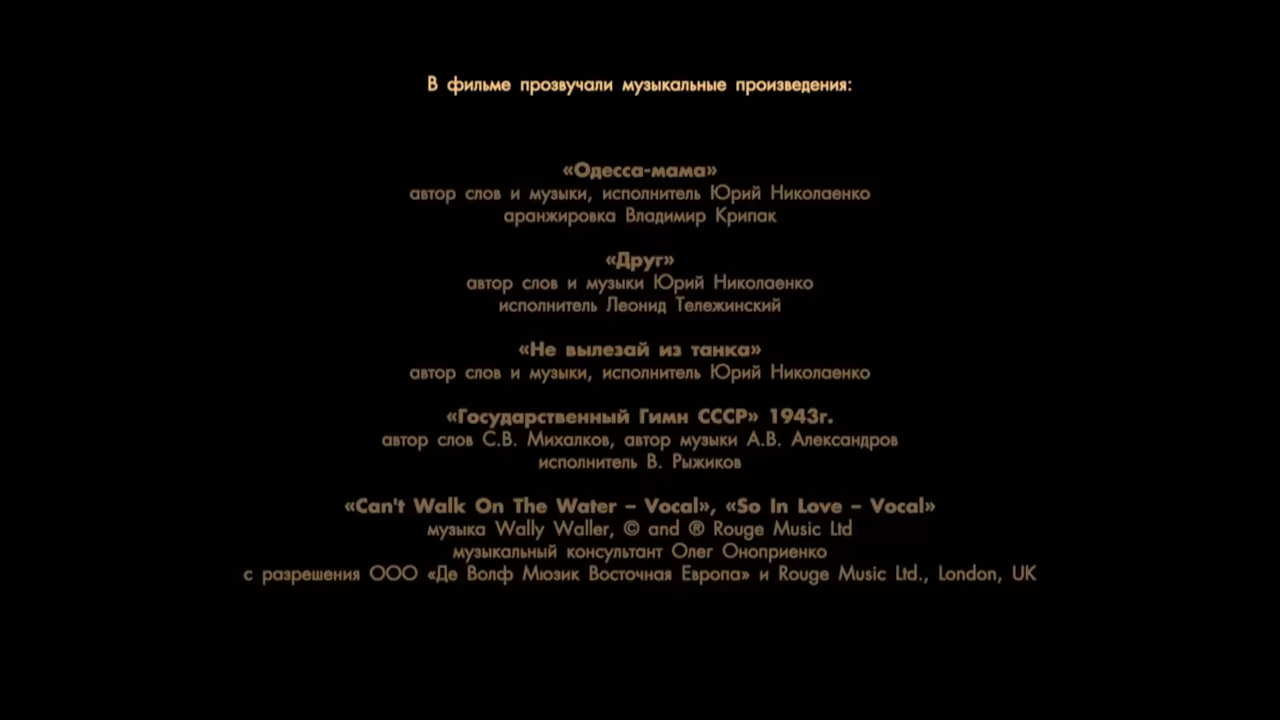 В фильме прозвучали музыкальные произведения:
«Одесса-мама»
автор слов и музыки, исполнитель Юрий Николаенко
аранжировка Владимир Крипак
«Друг»
автор слов и музыки Юрий Николаенко
исполнитель Леонид Тележинский
«Не вылезай из танка»
автор слов и музыки, исполнитель Юрий Николаенко
«Государственный Гимн СССР» 1943г.
автор слов С.В. Михалков, автор музыки А.В. Александров
исполнитель В. Рыжиков
«Can't Walk On The Water – Vocal», «So In Love – Vocal»
музыка Wally Waller, © and ® Rouge Music Ltd
музыкальный консультант Олег Оноприенко
с разрешения ООО «Де Волф Мюзик Восточная Европа» и Rouge Music Ltd., London, UK